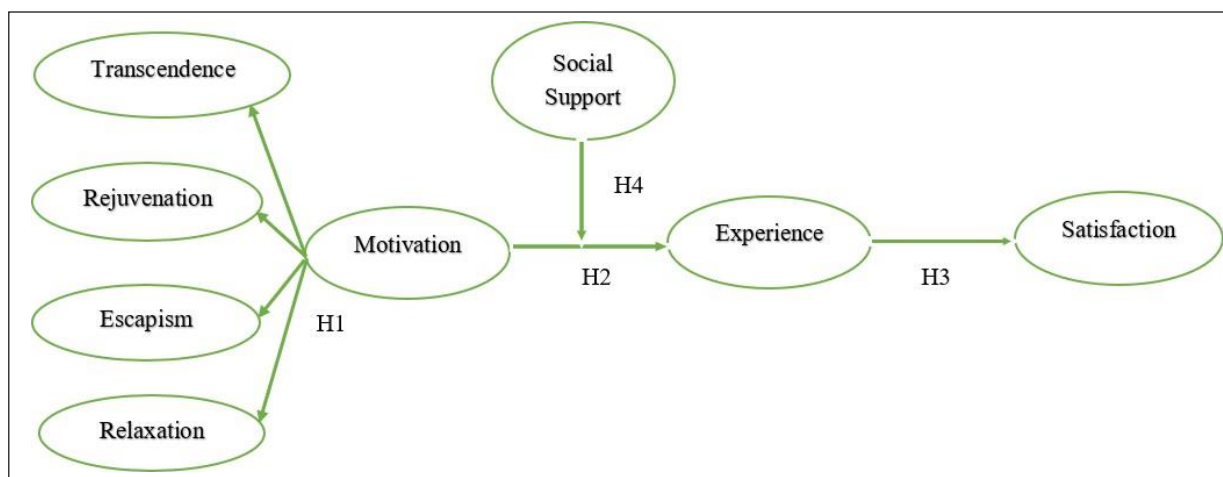 Transcendence
Rejuvenation
Escapism
Relaxation
H1
Motivation
Social
Support
H4
H2
Experience
H3
Satisfaction